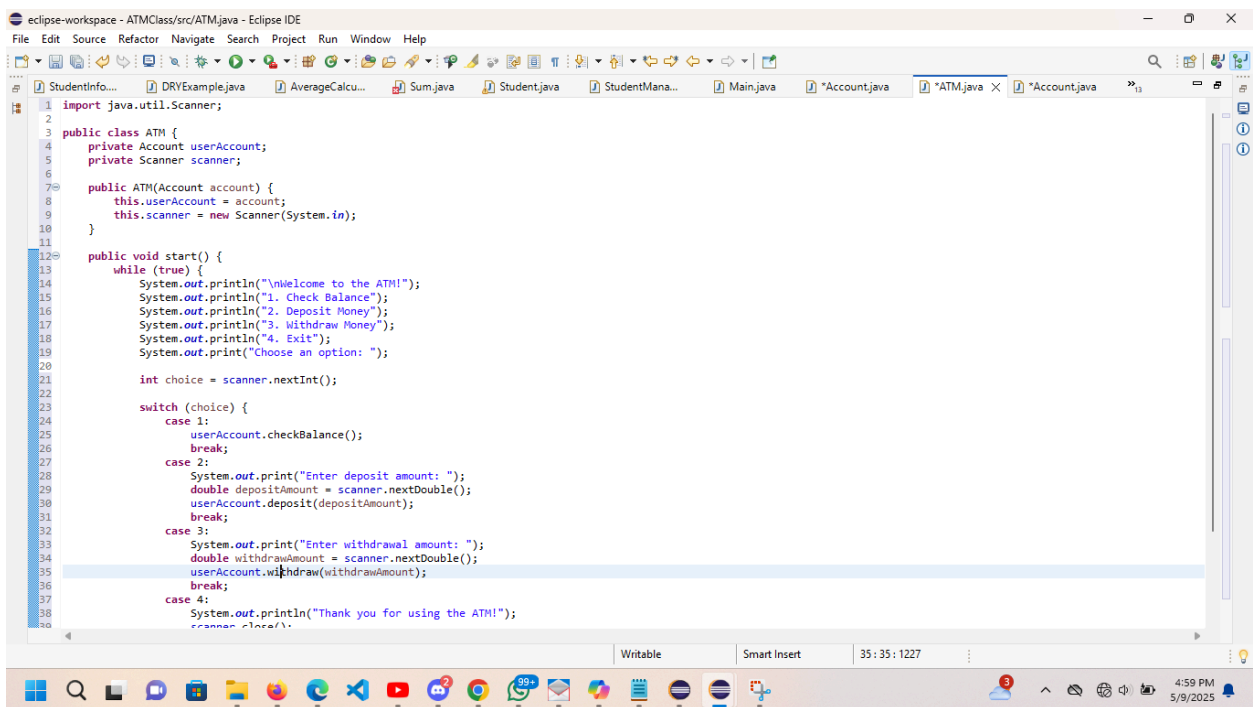 eclipse-workspace - ATMClass/src/ATM.java - Eclipse IDE
File Edit Source Refactor Navigate Search Project Run Window Help
StudentInfo.... DRYExample.java AverageCalcu... Sum.java Student.java StudentMana... Main.java *Account.java *ATM.java *Account.java »13
1 import java.util.Scanner;
2
3 public class ATM {
4     private Account userAccount;
5     private Scanner scanner;
6
7     public ATM(Account account) {
8         this.userAccount = account;
9         this.scanner = new Scanner(System.in);
10     }
11
12     public void start() {
13         while (true) {
14             System.out.println("\nWelcome to the ATM!");
15             System.out.println("1. Check Balance");
16             System.out.println("2. Deposit Money");
17             System.out.println("3. Withdraw Money");
18             System.out.println("4. Exit");
19             System.out.print("Choose an option: ");
20
21             int choice = scanner.nextInt();
22
23             switch (choice) {
24                 case 1:
25                     userAccount.checkBalance();
26                     break;
27                 case 2:
28                     System.out.print("Enter deposit amount: ");
29                     double depositAmount = scanner.nextDouble();
30                     userAccount.deposit(depositAmount);
31                     break;
32                 case 3:
33                     System.out.print("Enter withdrawal amount: ");
34                     double withdrawAmount = scanner.nextDouble();
35                     userAccount.withdraw(withdrawAmount);
36                     break;
37                 case 4:
38                     System.out.println("Thank you for using the ATM!");
39                     scanner.close();
Writable Smart Insert 35 : 35 : 1227
2 99+ 3 4:59 PM
5/9/2025